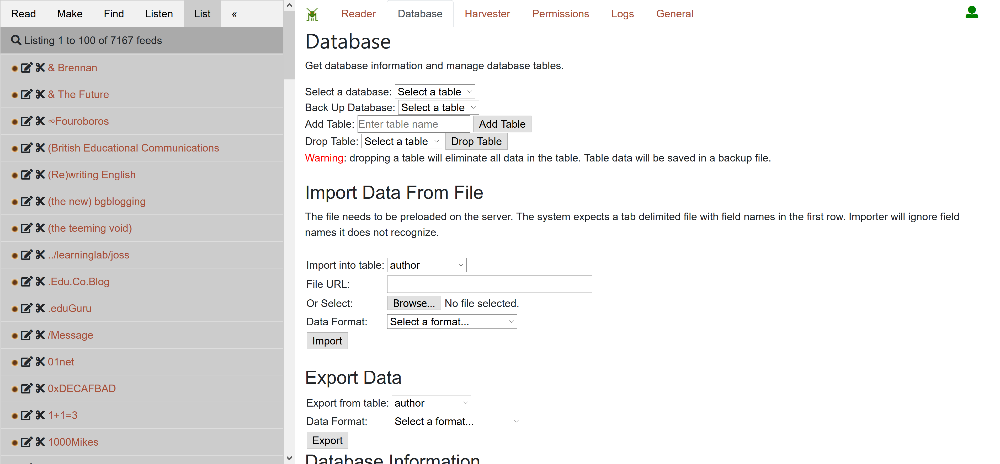 Read Make Find Listen List «
Listing 1 to 100 of 7167 feeds
& Brennan
& The Future
∞Fouroboros
(British Educational Communications
(Re)writing English
(the new) bgblogging
(the teeming void)
../learninglab/joss
.Edu.Co.Blog
.eduGuru
/Message
01net
0xDECAFBAD
1+1=3
1000Mikes
Reader Database Harvester Permissions Logs General
Database
Get database information and manage database tables.
Select a database: Select a table
Back Up Database: Select a table
Add Table: Enter table name Add Table
Drop Table: Select a table Drop Table
Warning: dropping a table will eliminate all data in the table. Table data will be saved in a backup file.
Import Data From File
The file needs to be preloaded on the server. The system expects a tab delimited file with field names in the first row. Importer will ignore field
names it does not recognize.
Import into table: author
File URL:
Or Select: Browse... No file selected.
Data Format: Select a format...
Import
Export Data
Export from table: author
Data Format: Select a format...
Export
Database Information